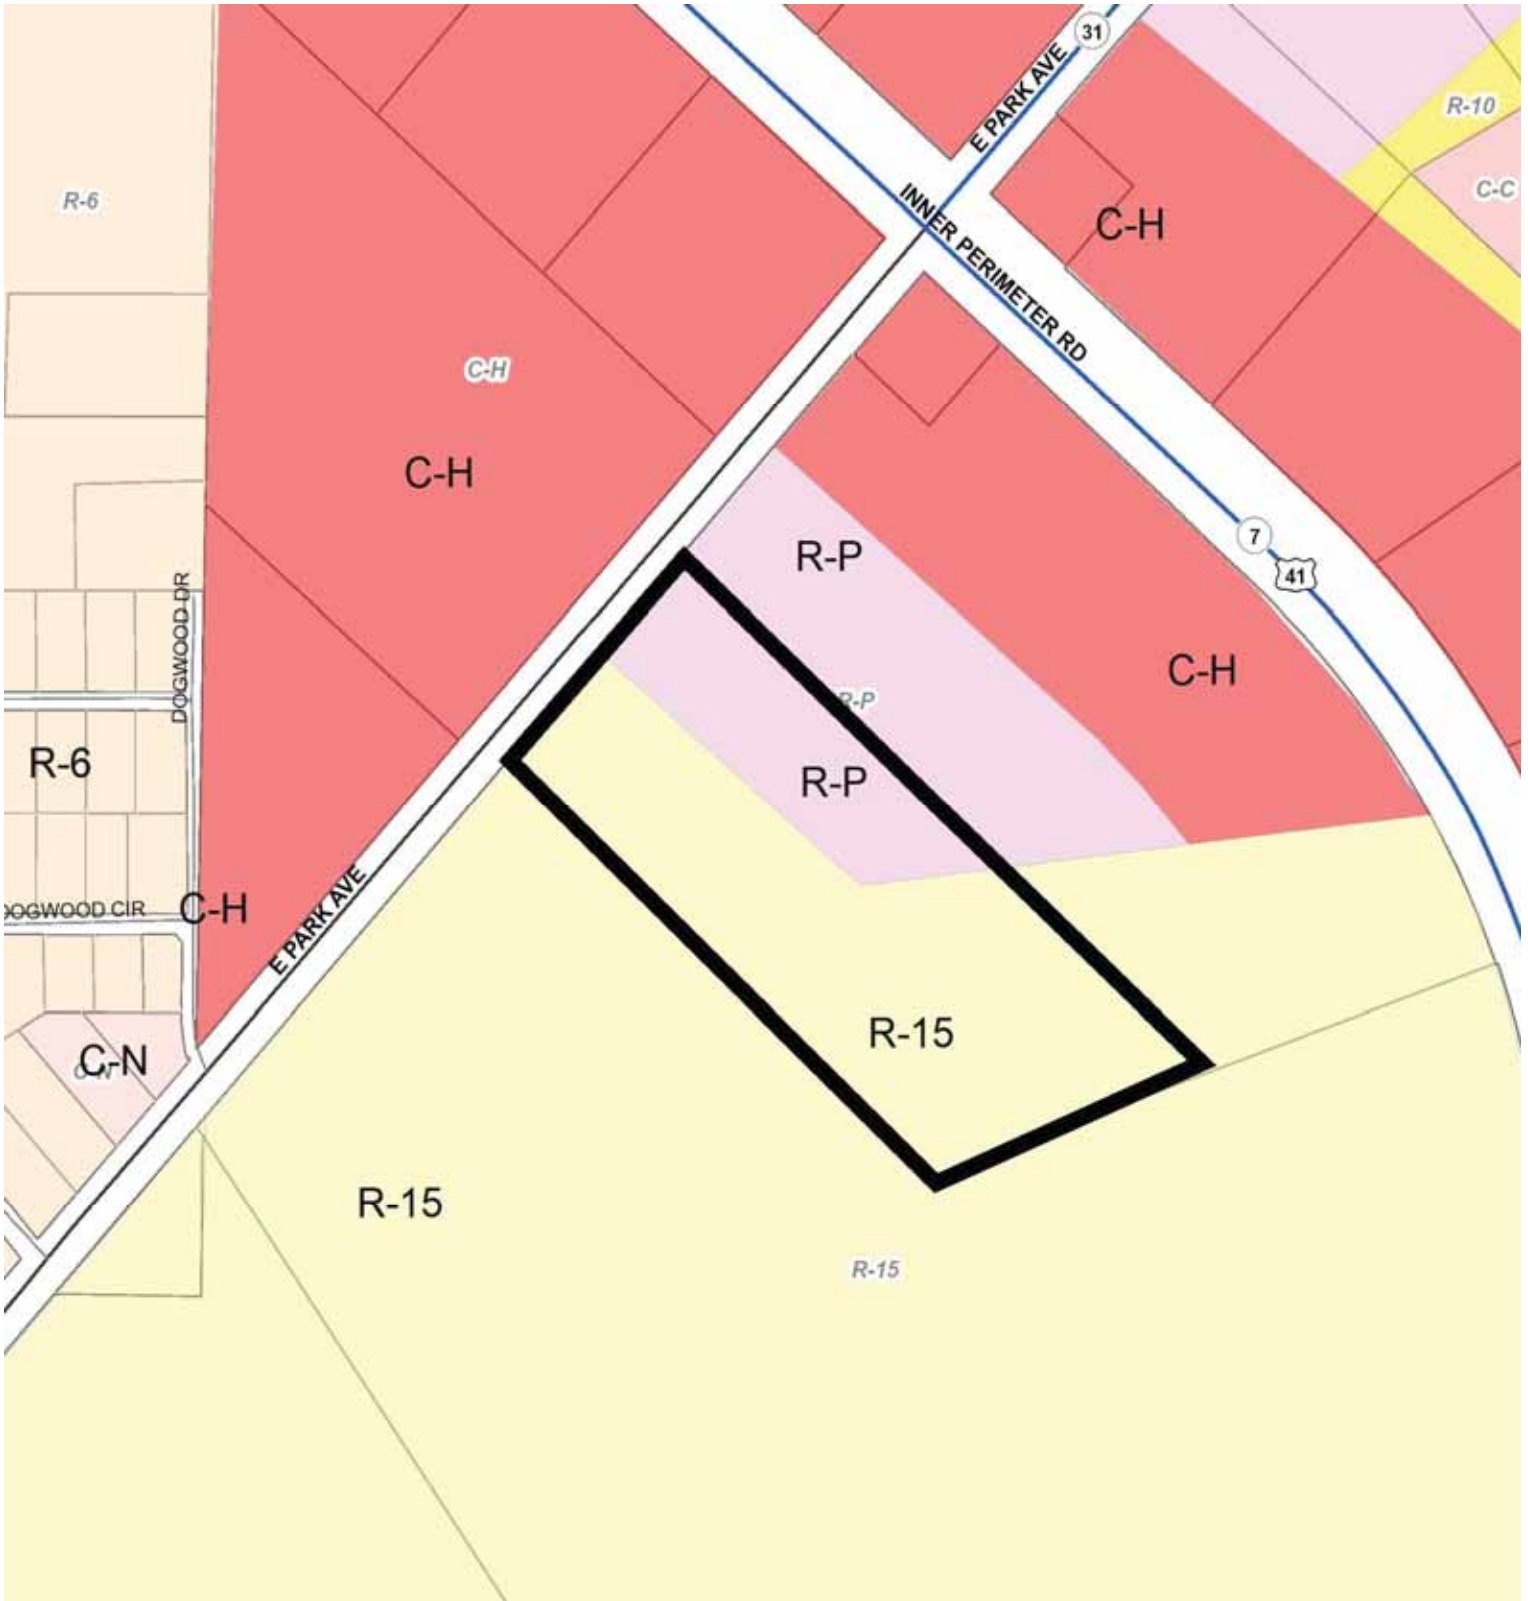 31
E PARK AVE
R-10
R-6
C-C
INNER PERIMETER RD
C-H
C-H
C-H
7
41
R-P
DOGWOOD DR
C-H
R-P
R-P
R-6
C-H
DOGWOOD CIR
E PARK AVE
R-15
C-N
C-N
R-15
R-15